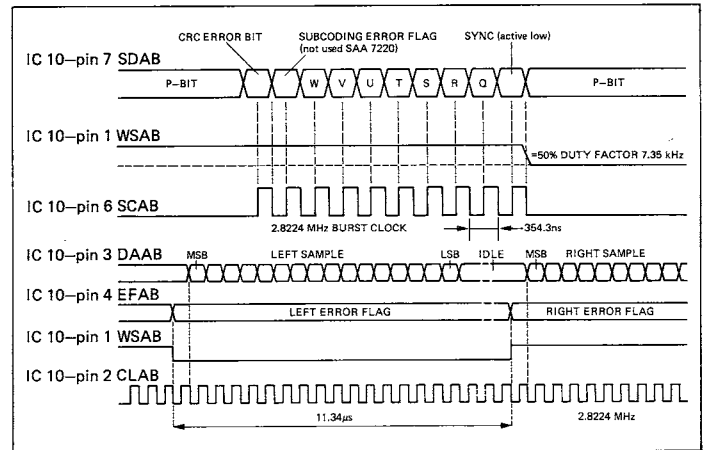 CRC ERROR BIT
SUBCODING ERROR FLAG
(not used SAA 7220)
SYNC (active low)
IC 10—pin 7 SDAB
P—BIT
W V U T S R Q
P—BIT
IC 10—pin 1 WSAB
=50% DUTY FACTOR 7.35 kHz
IC 10—pin 6 SCAB
2.8224 MHz BURST CLOCK
354.3ns
IC 10—pin 3 DAAB
MSB LEFT SAMPLE LSB IDLE MSB RIGHT SAMPLE
IC 10—pin 4 EFAB
LEFT ERROR FLAG RIGHT ERROR FLAG
IC 10—pin 1 WSAB
IC 10—pin 2 CLAB
11.34µs
2.8224 MHz